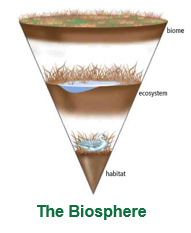 biome
ecosystem
habitat
The Biosphere